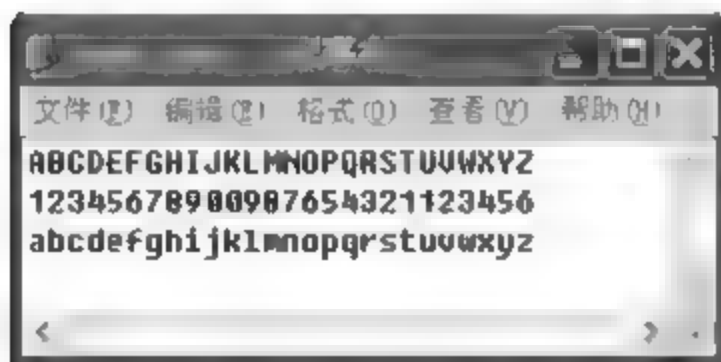 文件(F) 编辑(E) 格式(O) 查看(V) 帮助(H)
ABCDEFGHIJKLMNOPQRSTUVWXYZ
12345678900987654321123456
abcdefghijklmnopqrstuvwxyz